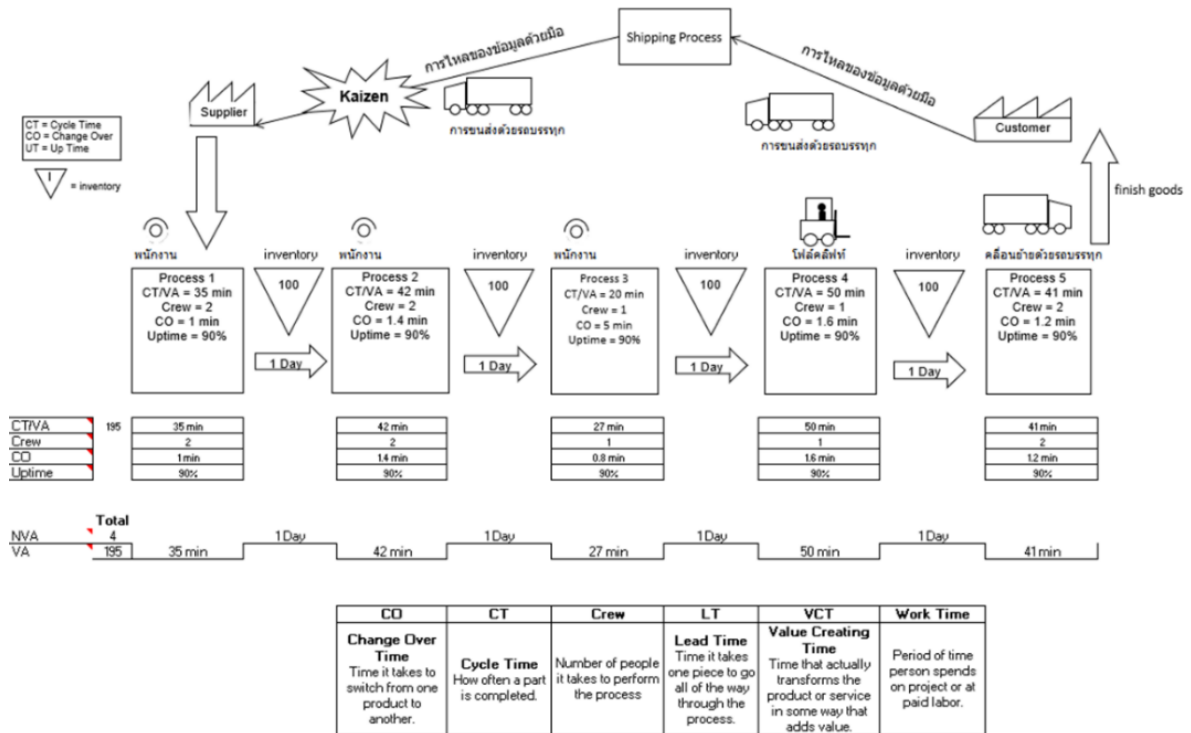 Shipping Process
การไหลของข้อมูลด้วยมือ
การไหลของข้อมูลด้วยมือ
Kaizen
Supplier
การขนส่งด้วยรถบรรทุก
การขนส่งด้วยรถบรรทุก
Customer
CT = Cycle Time
CO = Change Over
UT = Up Time
I
= inventory
finish goods
พนักงาน
inventory
พนักงาน
inventory
พนักงาน
inventory
โฟล์คลิฟท์
inventory
คลื่อนย้ายด้วยรถบรรทุก
Process 1
CT/VA = 35 min
Crew = 2
CO = 1 min
Uptime = 90%
100
1 Day
Process 2
CT/VA = 42 min
Crew = 2
CO = 1.4 min
Uptime = 90%
100
1 Day
Process 3
CT/VA = 20 min
Crew = 1
CO = 5 min
Uptime = 90%
100
1 Day
Process 4
CT/VA = 50 min
Crew = 1
CO = 1.6 min
Uptime = 90%
100
1 Day
Process 5
CT/VA = 41 min
Crew = 2
CO = 1.2 min
Uptime = 90%
CT/VA 195 35 min 42 min 27 min 50 min 41 min
Crew 2 2 1 1 2
CO 1 min 1.4 min 0.8 min 1.6 min 1.2 min
Uptime 90% 90% 90% 90% 90%
Total
NVA 4 1 Day 1 Day 1 Day 1 Day
VA 195 35 min 42 min 27 min 50 min 41 min
CO
Change Over
Time
Time it takes to
switch from one
product to
another.
CT
Cycle Time
How often a part
is completed.
Crew
Number of people
it takes to perform
the process
LT
Lead Time
Time it takes
one piece to go
all of the way
through the
process.
VCT
Value Creating
Time
Time that actually
transforms the
product or service
in some way that
adds value.
Work Time
Period of time
person spends
on project or at
paid labor.